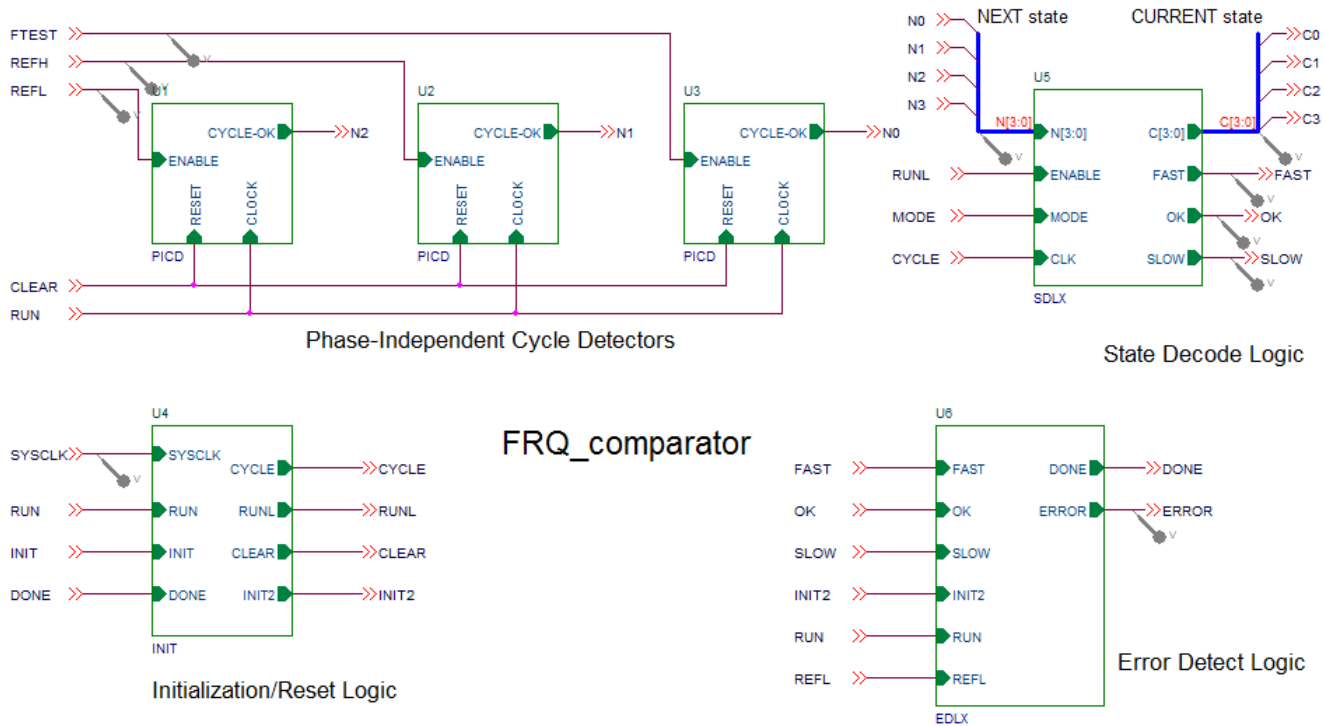 FTEST
REFH
REFL
U1
CYCLE-OK
N2
ENABLE
RESET
CLOCK
PICD
U2
CYCLE-OK
N1
ENABLE
RESET
CLOCK
PICD
U3
CYCLE-OK
N0
ENABLE
RESET
CLOCK
PICD
CLEAR
RUN
V
V
V
Phase-Independent Cycle Detectors
N0
N1
N2
N3
NEXT state
CURRENT state
C0
C1
C2
C3
U5
N[3:0]
N[3:0]
C[3:0]
C[3:0]
V
V
RUNL
ENABLE
FAST
FAST
V
MODE
MODE
OK
OK
V
CYCLE
CLK
SLOW
SLOW
V
SDLX
State Decode Logic
U4
SYSCLK
SYSCLK
V
CYCLE
CYCLE
RUN
RUN
RUNL
RUNL
INIT
INIT
CLEAR
CLEAR
DONE
DONE
INIT2
INIT2
INIT
Initialization/Reset Logic
FRQ_comparator
U6
FAST
FAST
DONE
DONE
OK
OK
ERROR
ERROR
V
SLOW
SLOW
INIT2
INIT2
RUN
RUN
REFL
REFL
EDLX
Error Detect Logic